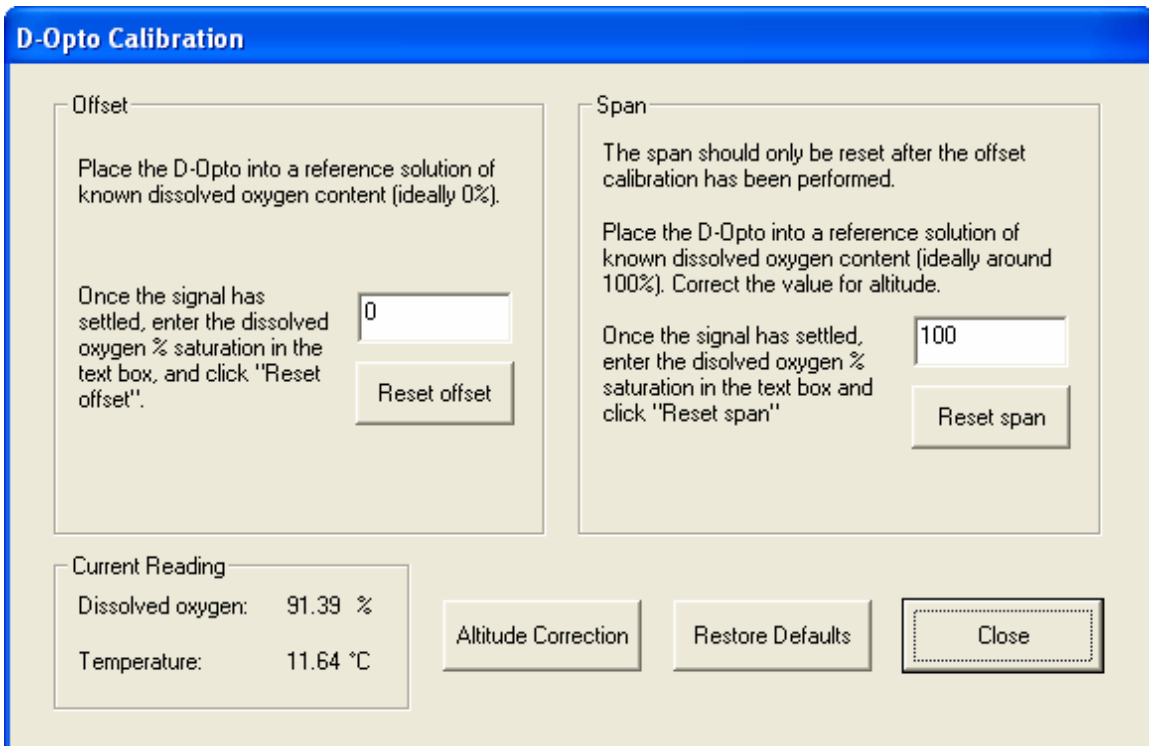 D-Opto Calibration
Offset
Place the D-Opto into a reference solution of
known dissolved oxygen content (ideally 0%).
Once the signal has
settled, enter the dissolved
oxygen % saturation in the
text box, and click "Reset
offset".
0
Reset offset
Span
The span should only be reset after the offset
calibration has been performed.
Place the D-Opto into a reference solution of
known dissolved oxygen content (ideally around
100%). Correct the value for altitude.
Once the signal has settled,
enter the disolved oxygen %
saturation in the text box and
click "Reset span"
100
Reset span
Current Reading
Dissolved oxygen: 91.39 %
Temperature: 11.64 °C
Altitude Correction
Restore Defaults
Close